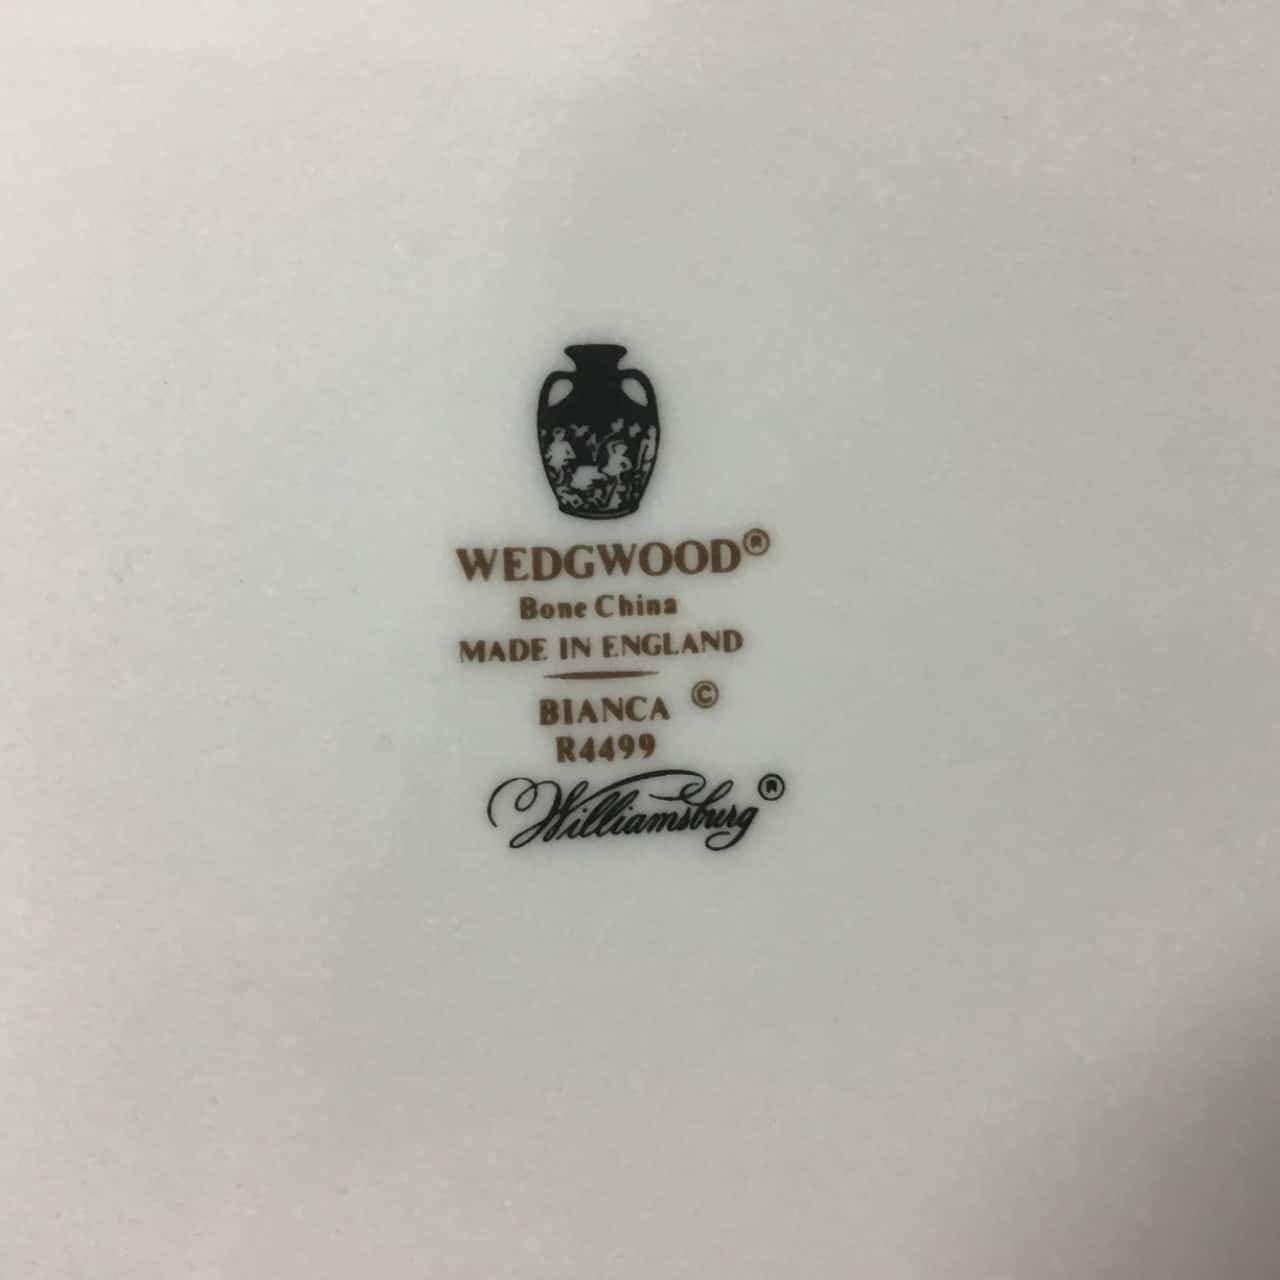 WEDGWOOD®
Bone China
MADE IN ENGLAND
BIANCA ©
R4499
Williamsburg®